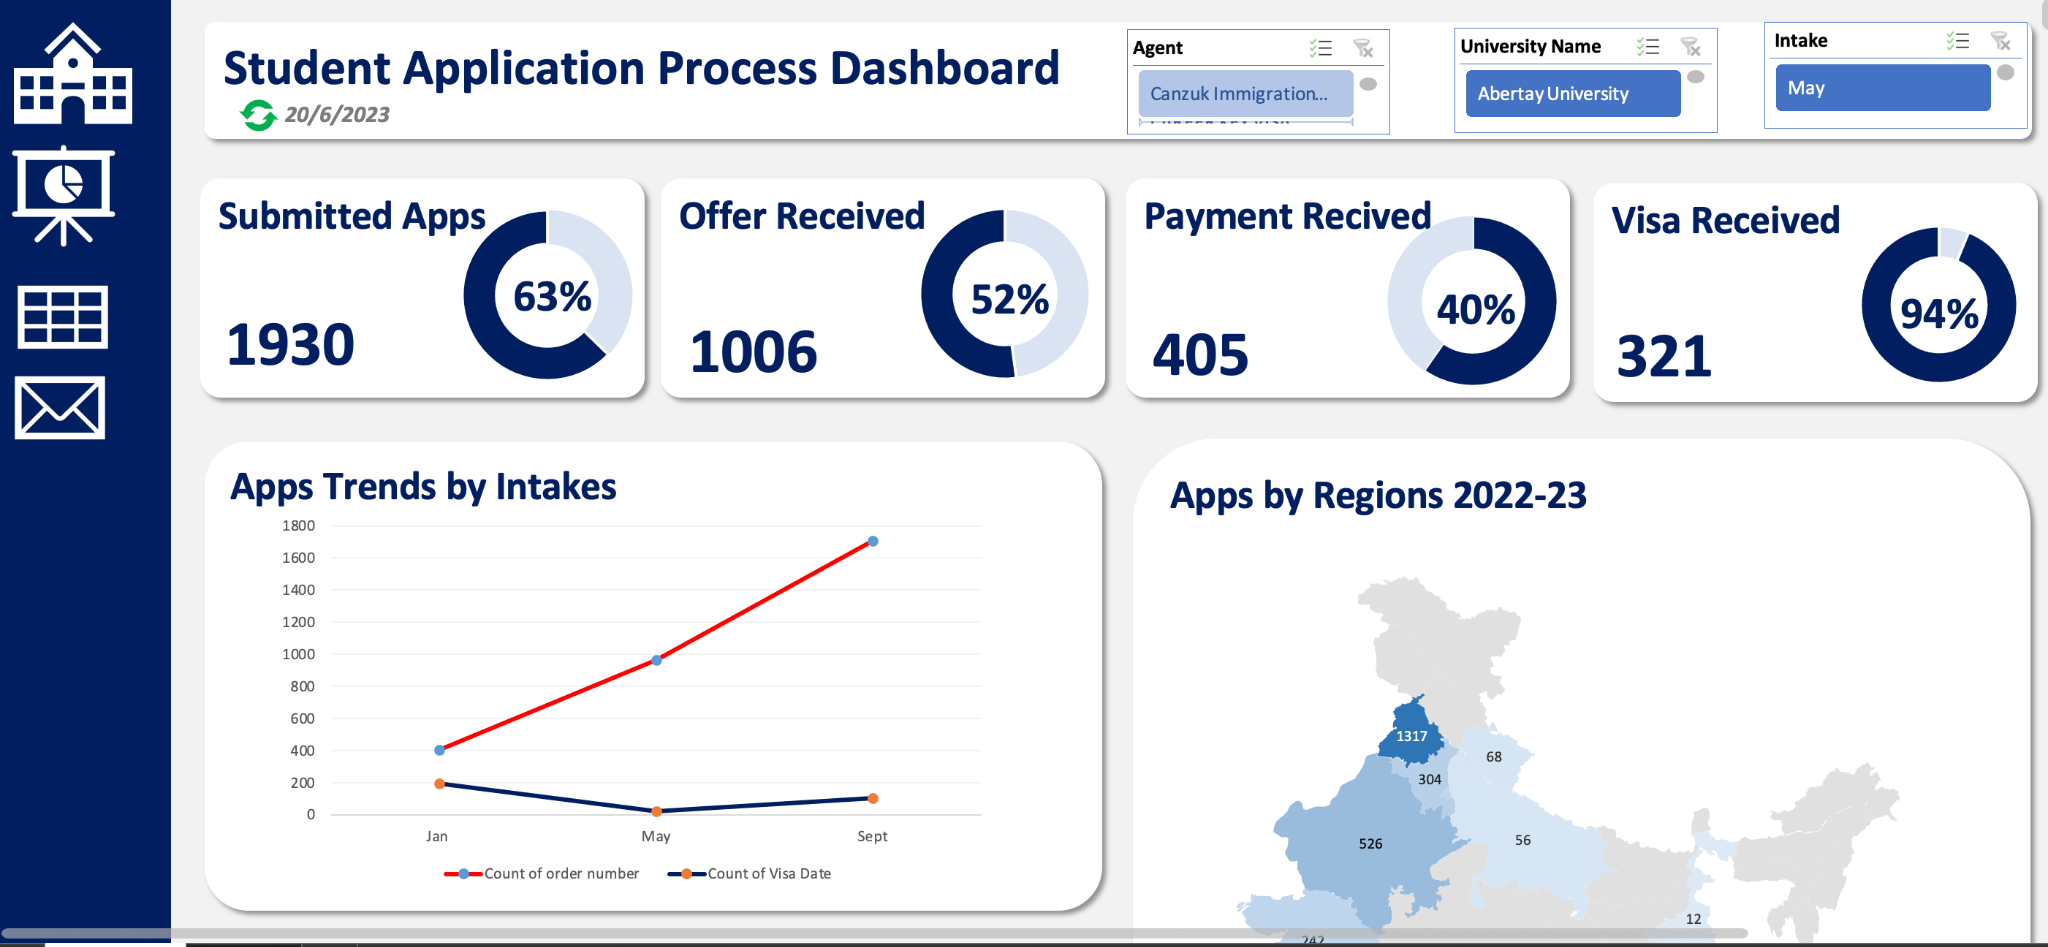 Student Application Process Dashboard
20/6/2023
Agent
Canzuk Immigration...
University Name
Abertay University
Intake
May
Submitted Apps
63%
1930
Offer Received
52%
1006
Payment Recived
40%
405
Visa Received
94%
321
Apps Trends by Intakes
1800
1600
1400
1200
1000
800
600
400
200
0
Jan May Sept
Count of order number Count of Visa Date
Apps by Regions 2022-23
1317
68
304
526
56
12
242